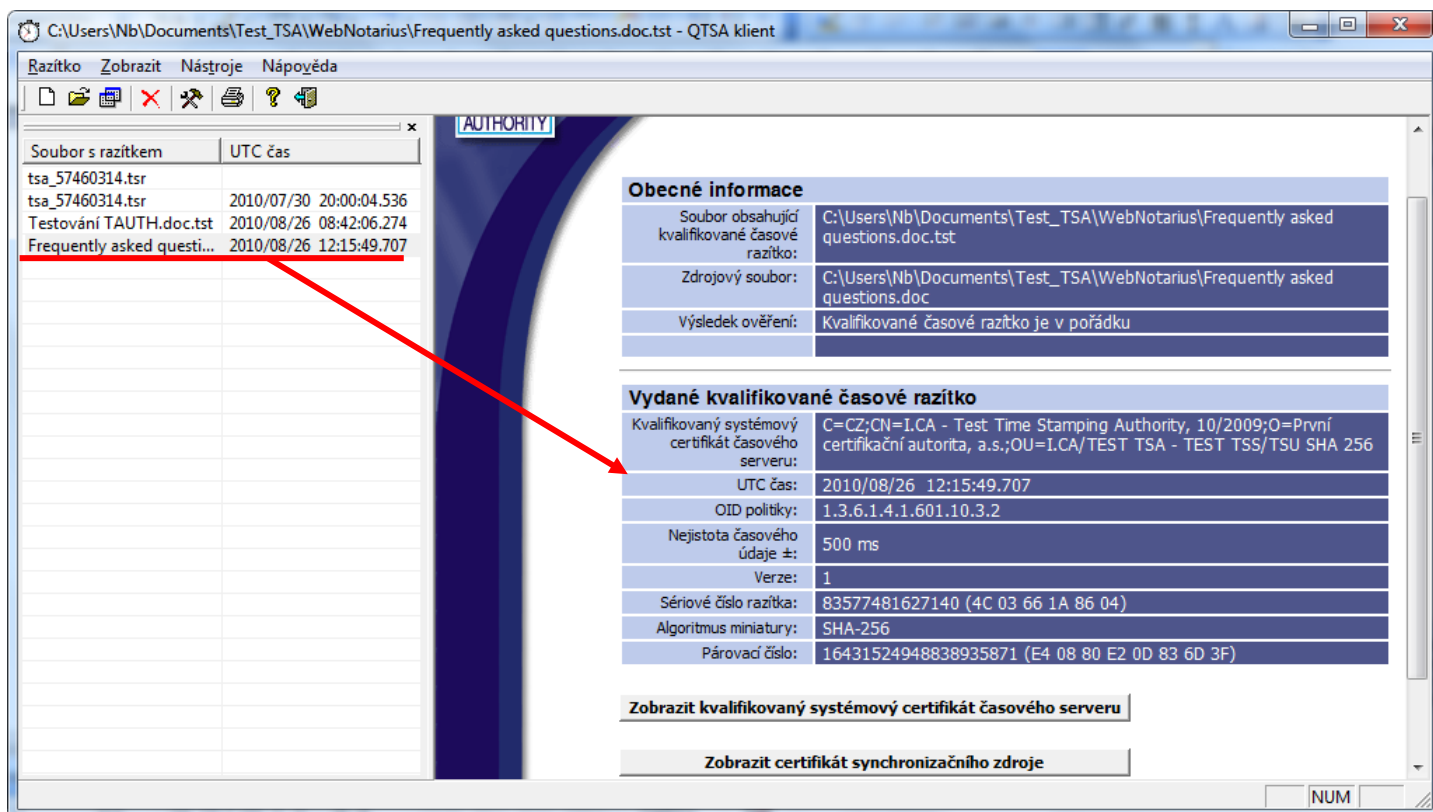 C:\Users\Nb\Documents\Test_TSA\WebNotarius\Frequently asked questions.doc.tst - QTSA klient
Razítko Zobrazit Nástroje Nápověda
Soubor s razítkem UTC čas
tsa_57460314.tsr
tsa_57460314.tsr 2010/07/30 20:00:04.536
Testování TAUTH.doc.tst 2010/08/26 08:42:06.274
Frequently asked questi... 2010/08/26 12:15:49.707
AUTHORITY
Obecné informace
Soubor obsahující
kvalifikované časové
razítko:
C:\Users\Nb\Documents\Test_TSA\WebNotarius\Frequently asked
questions.doc.tst
Zdrojový soubor:
C:\Users\Nb\Documents\Test_TSA\WebNotarius\Frequently asked
questions.doc
Výsledek ověření: Kvalifikované časové razítko je v pořádku
Vydané kvalifikované časové razítko
Kvalifikovaný systémový
certifikát časového
serveru:
C=CZ;CN=I.CA - Test Time Stamping Authority, 10/2009;O=První
certifikační autorita, a.s.;OU=I.CA/TEST TSA - TEST TSS/TSU SHA 256
UTC čas: 2010/08/26 12:15:49.707
OID politiky: 1.3.6.1.4.1.601.10.3.2
Nejistota časového
údaje ±:
500 ms
Verze: 1
Sériové číslo razítka: 83577481627140 (4C 03 66 1A 86 04)
Algoritmus miniatury: SHA-256
Párovací číslo: 16431524948838935871 (E4 08 80 E2 0D 83 6D 3F)
Zobrazit kvalifikovaný systémový certifikát časového serveru
Zobrazit certifikát synchronizačního zdroje
NUM